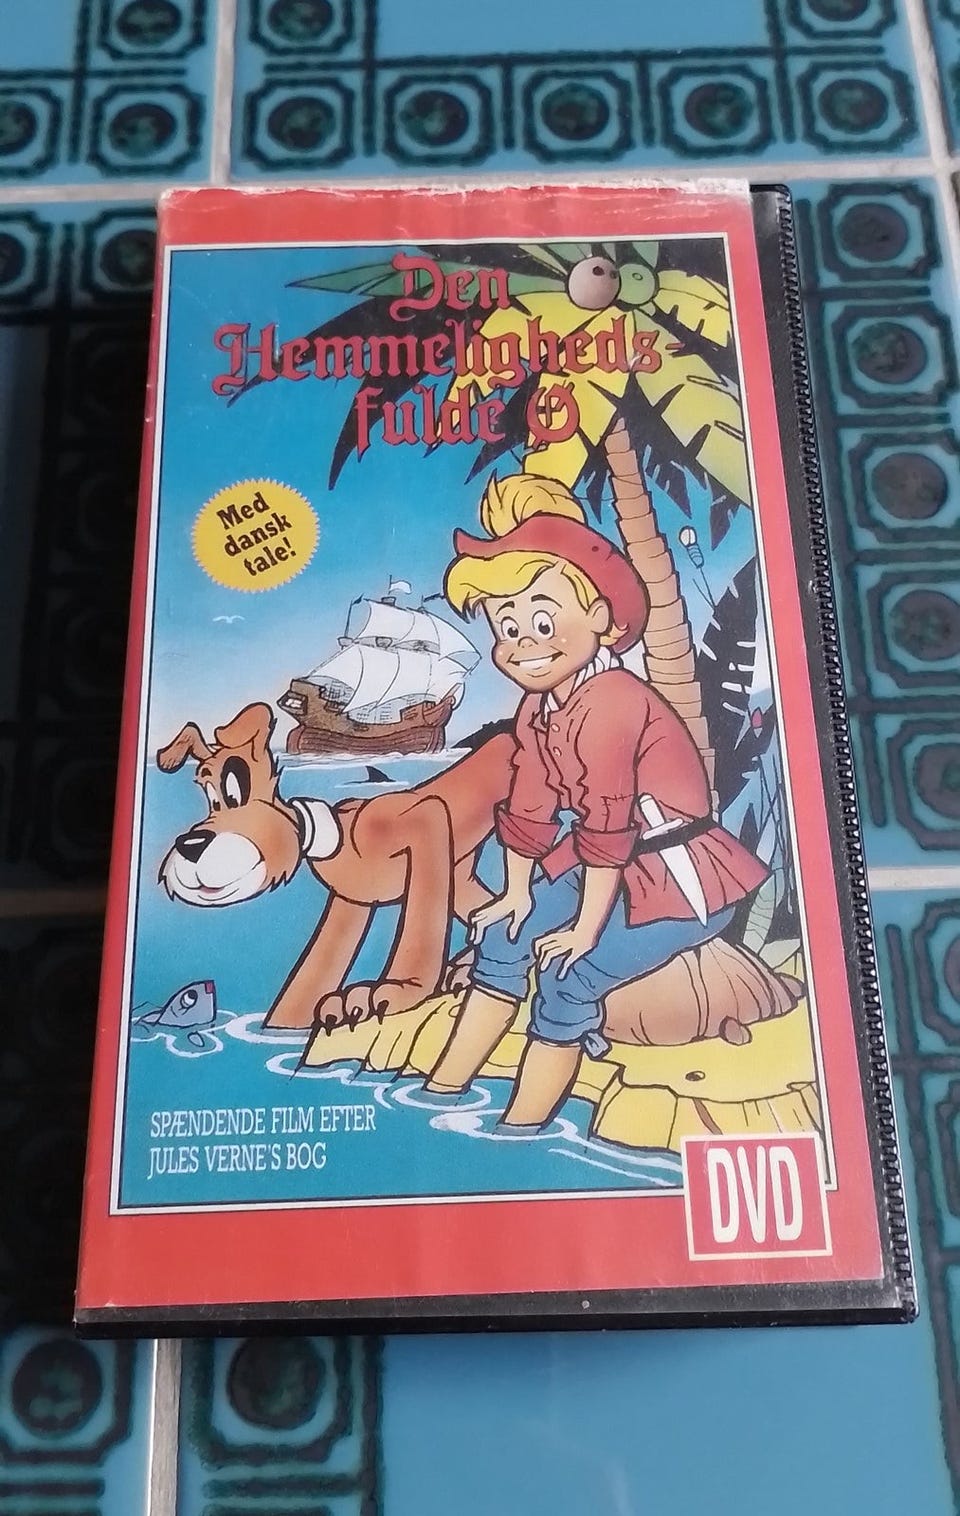 Den
Hemmeligheds-
fulde Ø
Med
dansk
tale!
SPÆNDENDE FILM EFTER
JULES VERNE'S BOG
DVD